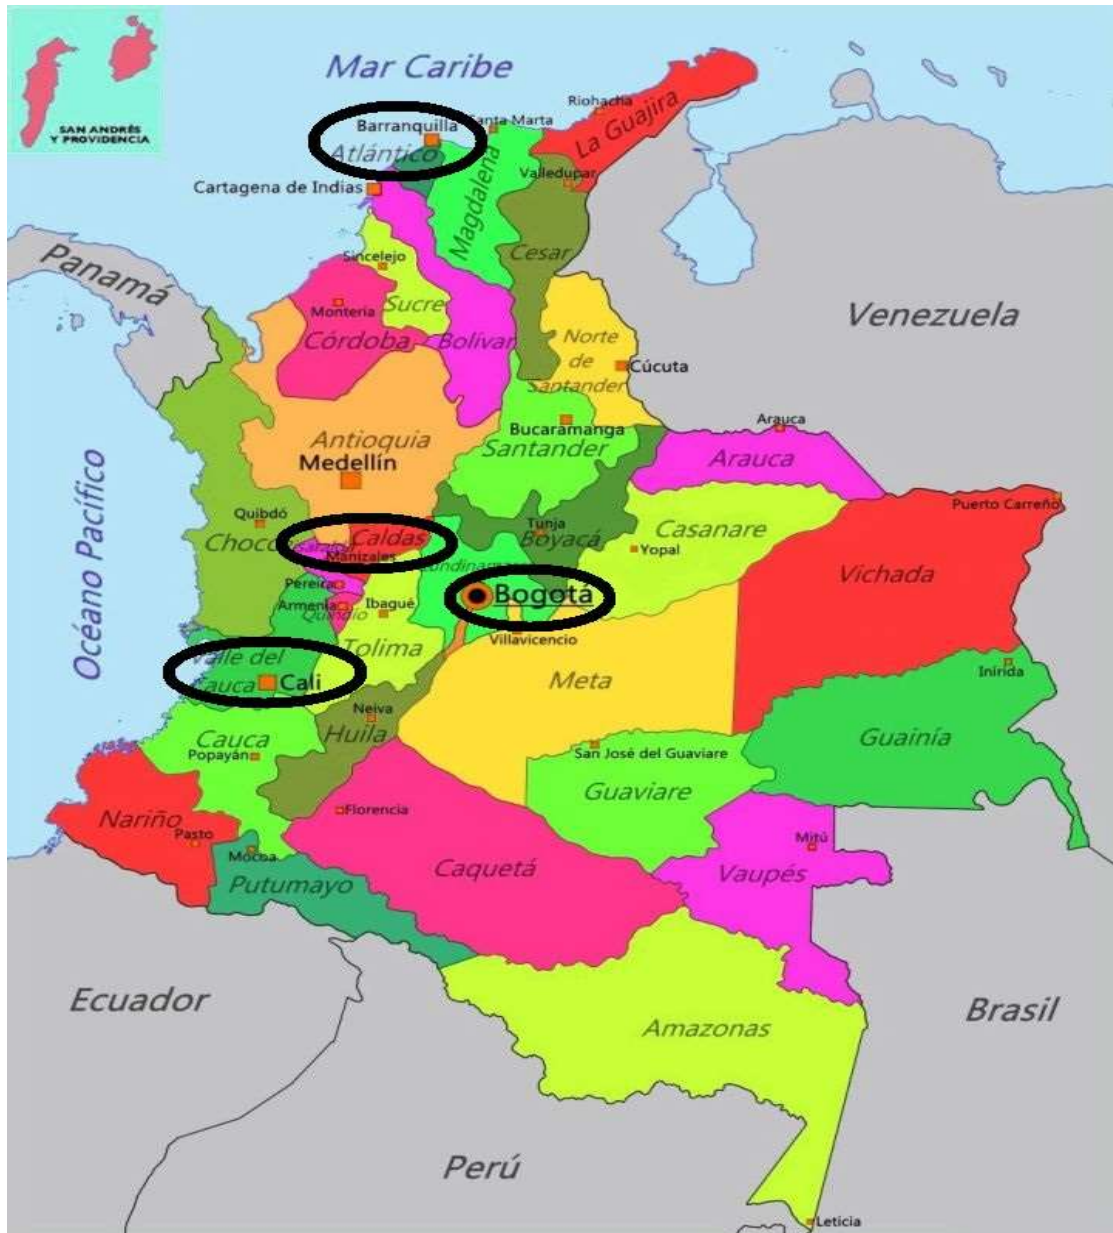 Mar Caribe
SAN ANDRÉS
Y PROVIDENCIA
Riohacha
La Guajira
Santa Marta
Barranquilla
Atlántico
Magdalena
Valledupar
Cartagena de Indias
Cesar
Panamá
Sincelejo
Sucre
Montería
Córdoba
Bolívar
Venezuela
Norte
de
Santander
Cúcuta
Antioquia
Medellín
Bucaramanga
Santander
Arauca
Arauca
Océano Pacífico
Quibdó
Chocó
Caldas
Manizales
Tunja
Boyacá
Casanare
Yopal
Puerto Carreño
Vichada
Pereira
Armenia
Quindío
Ibagué
Tolima
Bogotá
Villavicencio
Valle del
Cauca
Cali
Meta
Inírida
Neiva
Huila
Cauca
Popayán
San José del Guaviare
Guaviare
Guainía
Nariño
Pasto
Florencia
Mocoa
Putumayo
Caquetá
Mitú
Vaupés
Ecuador
Amazonas
Brasil
Perú
Leticia